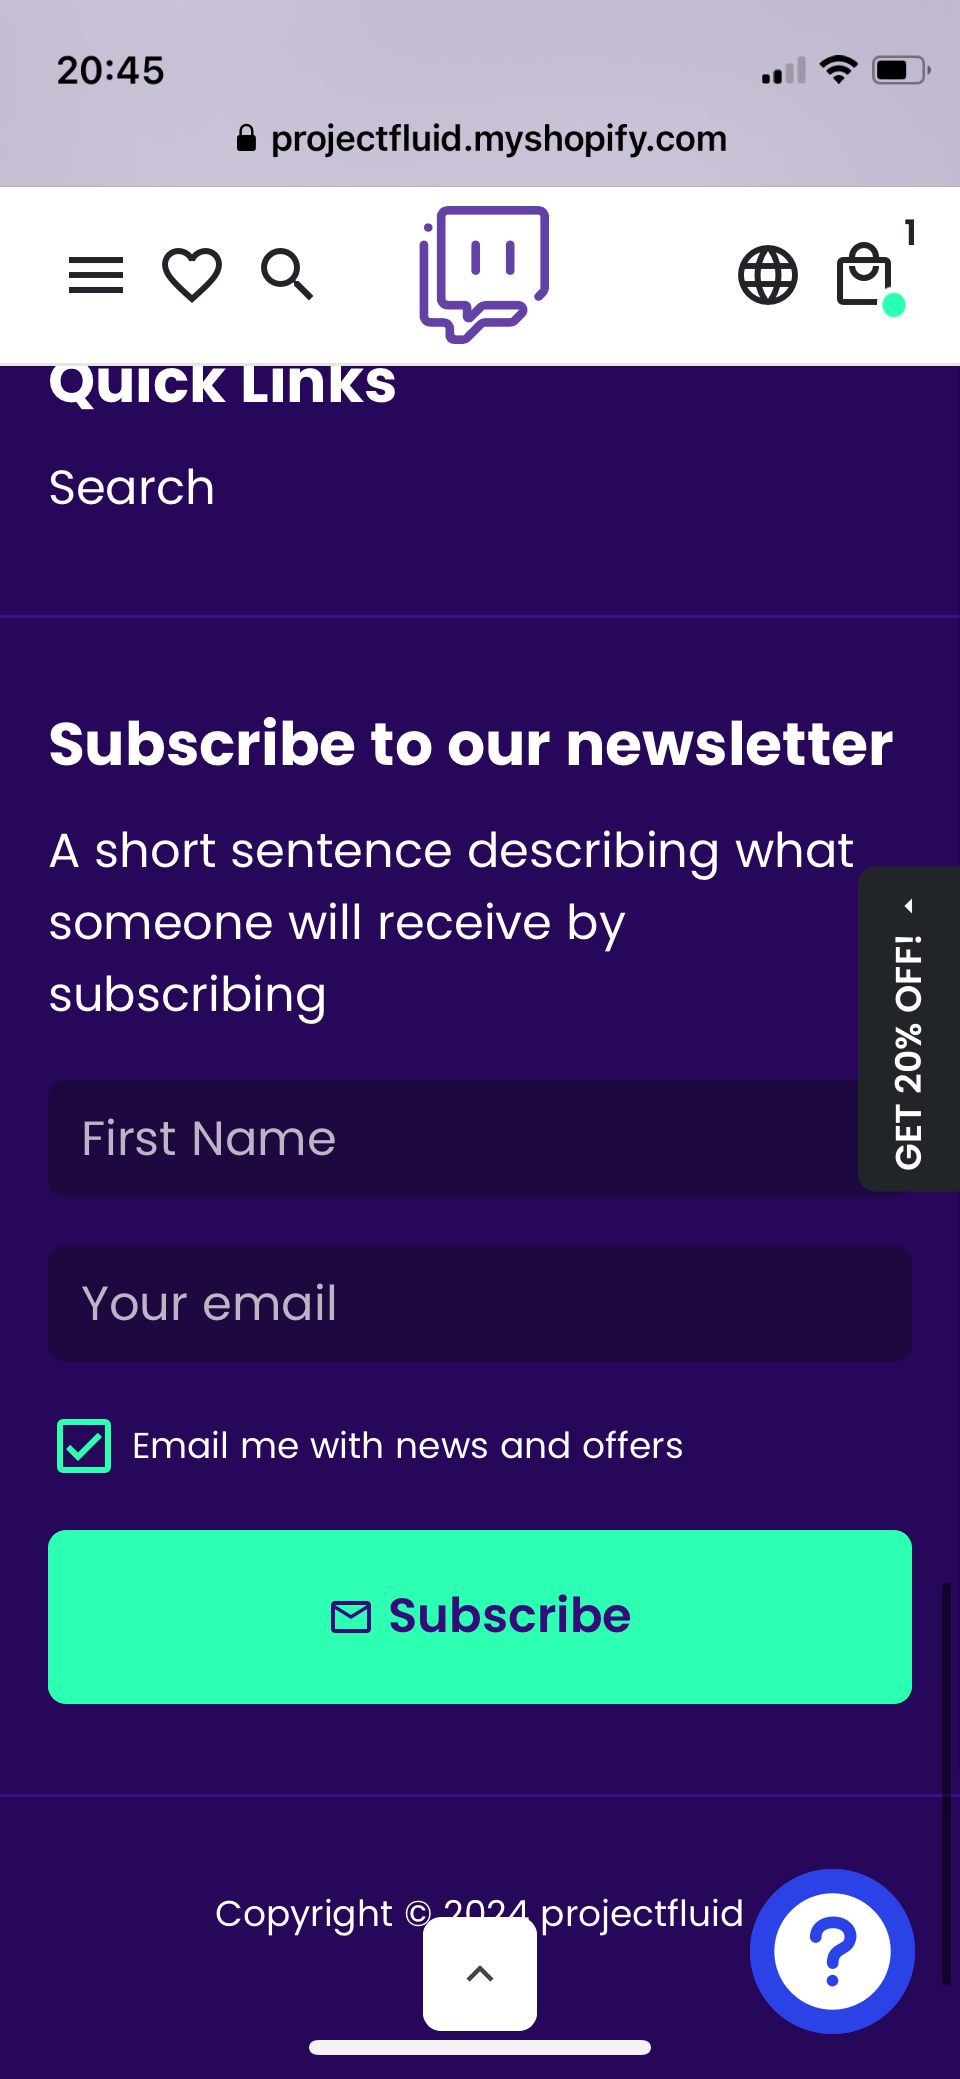 20:45
projectfluid.myshopify.com
1
Quick Links
Search
Subscribe to our newsletter
A short sentence describing what
someone will receive by
subscribing
GET 20% OFF!
First Name
Your email
Email me with news and offers
Subscribe
Copyright © 2024 projectfluid